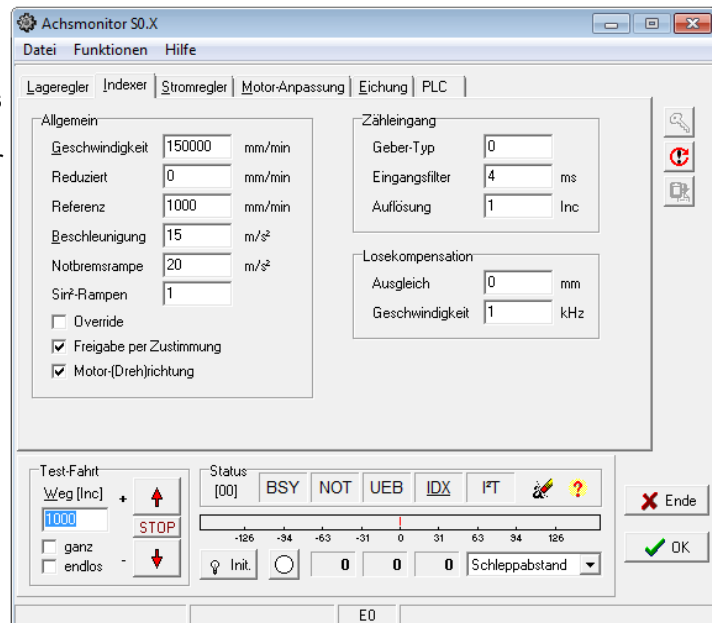 Achsmonitor S0.X
Datei Funktionen Hilfe
Lageregler Indexer Stromregler Motor-Anpassung Eichung PLC
Allgemein
Geschwindigkeit 150000 mm/min
Reduziert 0 mm/min
Referenz 1000 mm/min
Beschleunigung 15 m/s²
Notbremsrampe 20 m/s²
Sin²-Rampen 1
Override
Freigabe per Zustimmung
Motor-(Dreh)richtung
Zähleingang
Geber-Typ 0
Eingangsfilter 4 ms
Auflösung 1 Inc
Losekompensation
Ausgleich 0 mm
Geschwindigkeit 1 kHz
Test-Fahrt
Weg [Inc] +
1000
STOP
ganz
endlos -
Status
[00] BSY NOT UEB IDX I²T ?
-126 -94 -63 -31 0 31 63 94 126
Init. 0 0 0 Schleppabstand
Ende
OK
E0